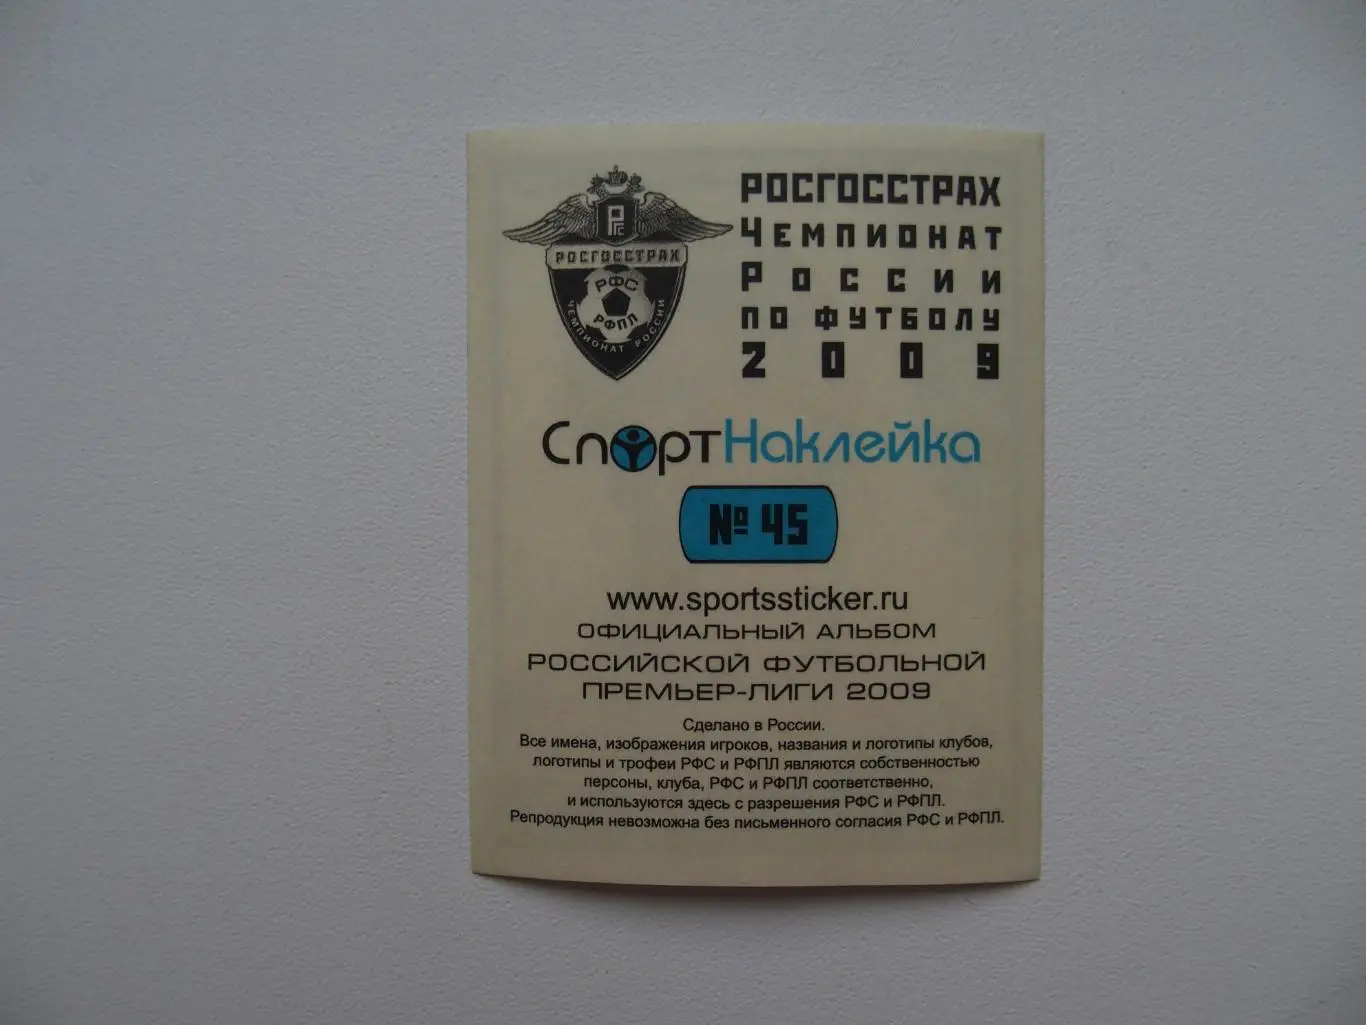 РГС
РОСГОССТРАХ
РФС
РФПЛ
ЧЕМПИОНАТ РОССИИ
РОСГОССТРАХ
ЧЕМПИОНАТ
РОССИИ
ПО ФУТБОЛУ
2009
СпортНаклейка
№ 45
www.sportssticker.ru
ОФИЦИАЛЬНЫЙ АЛЬБОМ
РОССИЙСКОЙ ФУТБОЛЬНОЙ
ПРЕМЬЕР-ЛИГИ 2009
Сделано в России.
Все имена, изображения игроков, названия и логотипы клубов,
логотипы и трофеи РФС и РФПЛ являются собственностью
персоны, клуба, РФС и РФПЛ соответственно,
и используются здесь с разрешения РФС и РФПЛ.
Репродукция невозможна без письменного согласия РФС и РФПЛ.